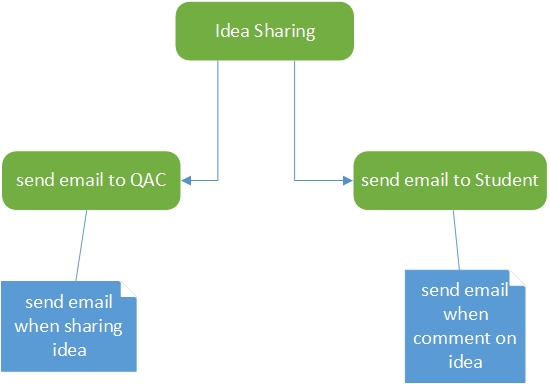 Idea Sharing
send email to QAC
send email to Student
send email
when sharing
idea
send email
when
comment on
idea